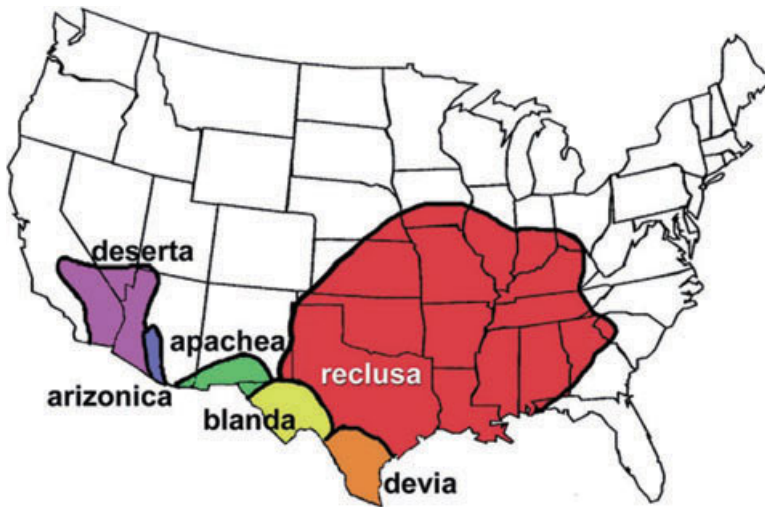 deserta
apachea
reclusa
arizonica
blanda
devia